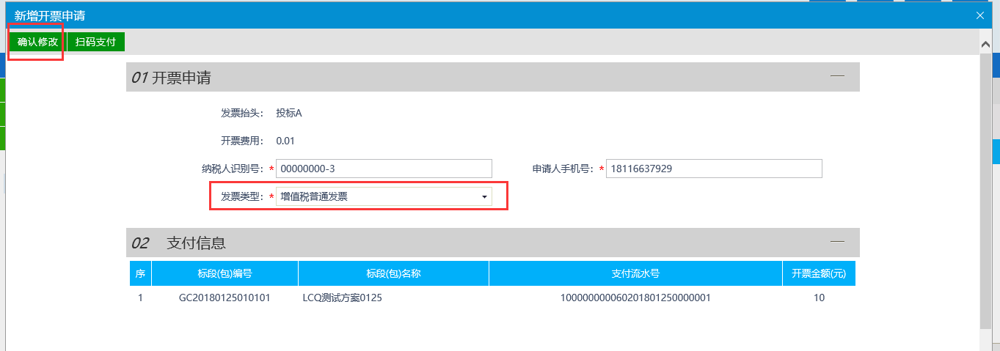 新增开票申请
确认修改 扫码支付
01 开票申请
发票抬头： 投标A
开票费用： 0.01
纳税人识别号：* 00000000-3 申请人手机号：* 18116637929
发票类型：* 增值税普通发票
02 支付信息
序 标段(包)编号 标段(包)名称 支付流水号 开票金额(元)
1 GC20180125010101 LCQ测试方案0125 100000000060201801250000001 10